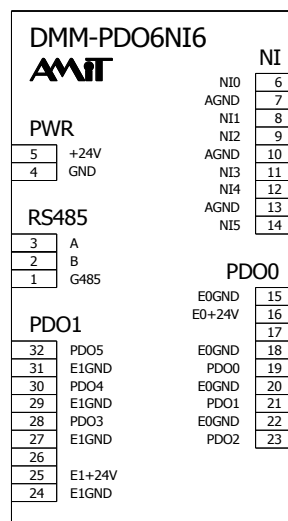 DMM-PDO6NI6
AMiT
NI
NI0 6
AGND 7
NI1 8
NI2 9
AGND 10
NI3 11
NI4 12
AGND 13
NI5 14
PWR
5 +24V
4 GND
RS485
3 A
2 B
1 G485
PDO0
E0GND 15
E0+24V 16
17
E0GND 18
PDO0 19
E0GND 20
PDO1 21
E0GND 22
PDO2 23
PDO1
32 PDO5
31 E1GND
30 PDO4
29 E1GND
28 PDO3
27 E1GND
26
25 E1+24V
24 E1GND